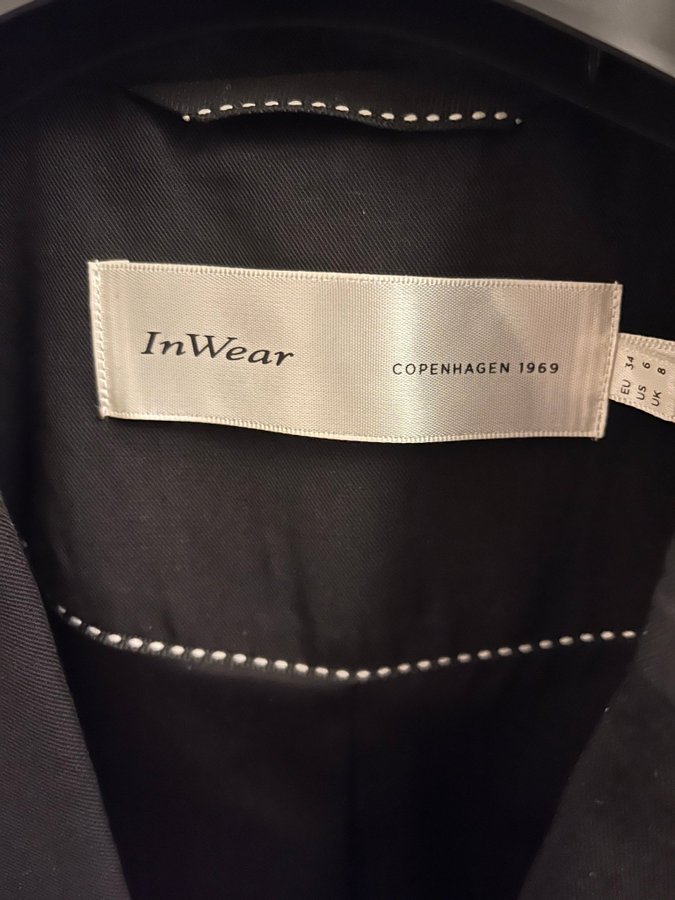 InWear
COPENHAGEN 1969
EU 34
US 6
UK 8